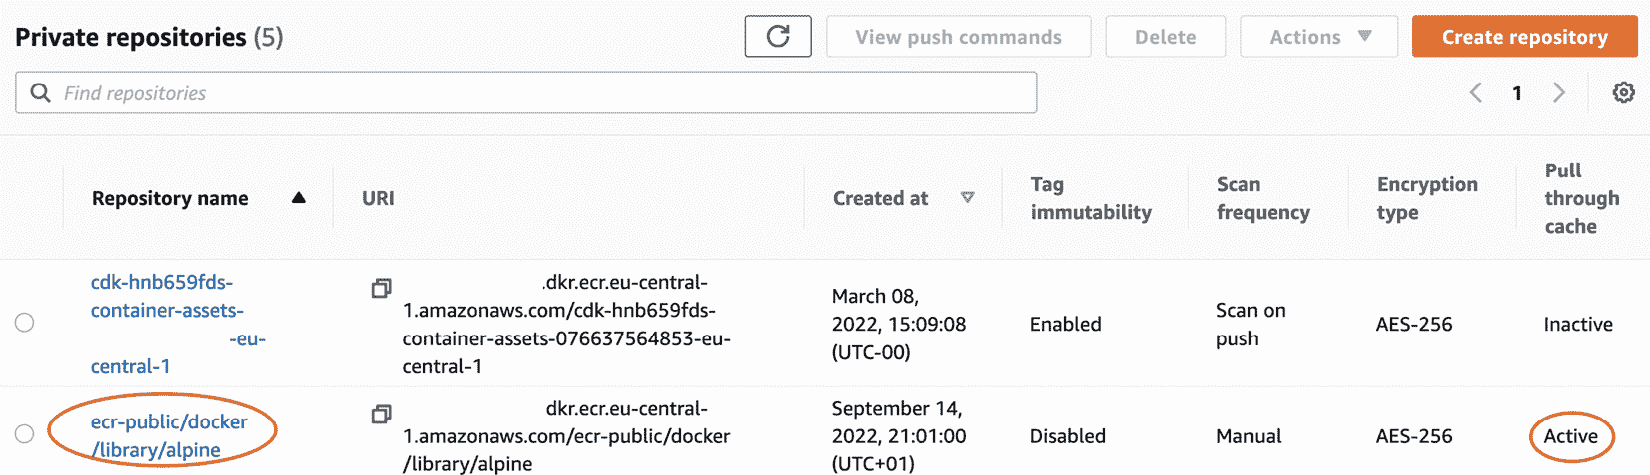 Private repositories (5)
View push commands
Delete
Actions
Create repository
Find repositories
1
Repository name
URI
Created at
Tag
immutability
Scan
frequency
Encryption
type
Pull
through
cache
cdk-hnb659fds-
container-assets-
-eu-
central-1
.dkr.ecr.eu-central-
1.amazonaws.com/cdk-hnb659fds-
container-assets-076637564853-eu-
central-1
March 08,
2022, 15:09:08
(UTC-00)
Enabled
Scan on
push
AES-256
Inactive
ecr-public/docker
/library/alpine
dkr.ecr.eu-central-
1.amazonaws.com/ecr-public/docker
/library/alpine
September 14,
2022, 21:01:00
(UTC+01)
Disabled
Manual
AES-256
Active